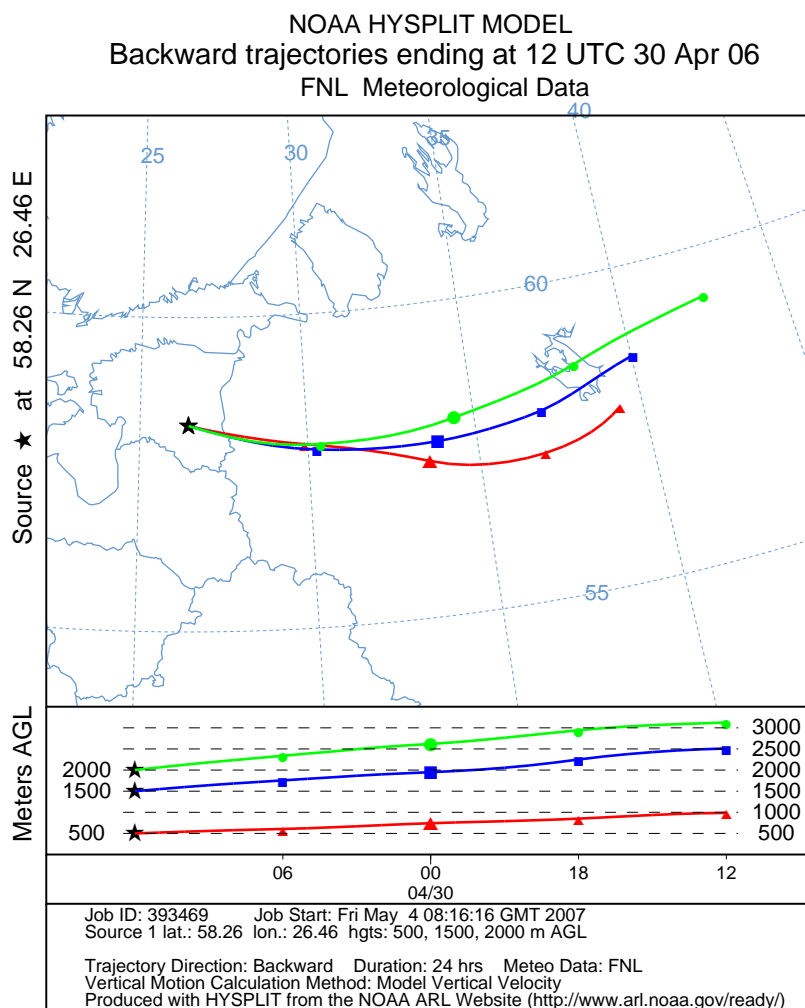 NOAA HYSPLIT MODEL
Backward trajectories ending at 12 UTC 30 Apr 06
FNL Meteorological Data
Source ★ at 58.26 N 26.46 E
25
30
35
40
60
55
Meters AGL
2000
1500
500
3000
2500
2000
1500
1000
500
06 00 18 12
04/30
Job ID: 393469 Job Start: Fri May 4 08:16:16 GMT 2007
Source 1 lat.: 58.26 lon.: 26.46 hgts: 500, 1500, 2000 m AGL
Trajectory Direction: Backward Duration: 24 hrs Meteo Data: FNL
Vertical Motion Calculation Method: Model Vertical Velocity
Produced with HYSPLIT from the NOAA ARL Website (http://www.arl.noaa.gov/ready/)